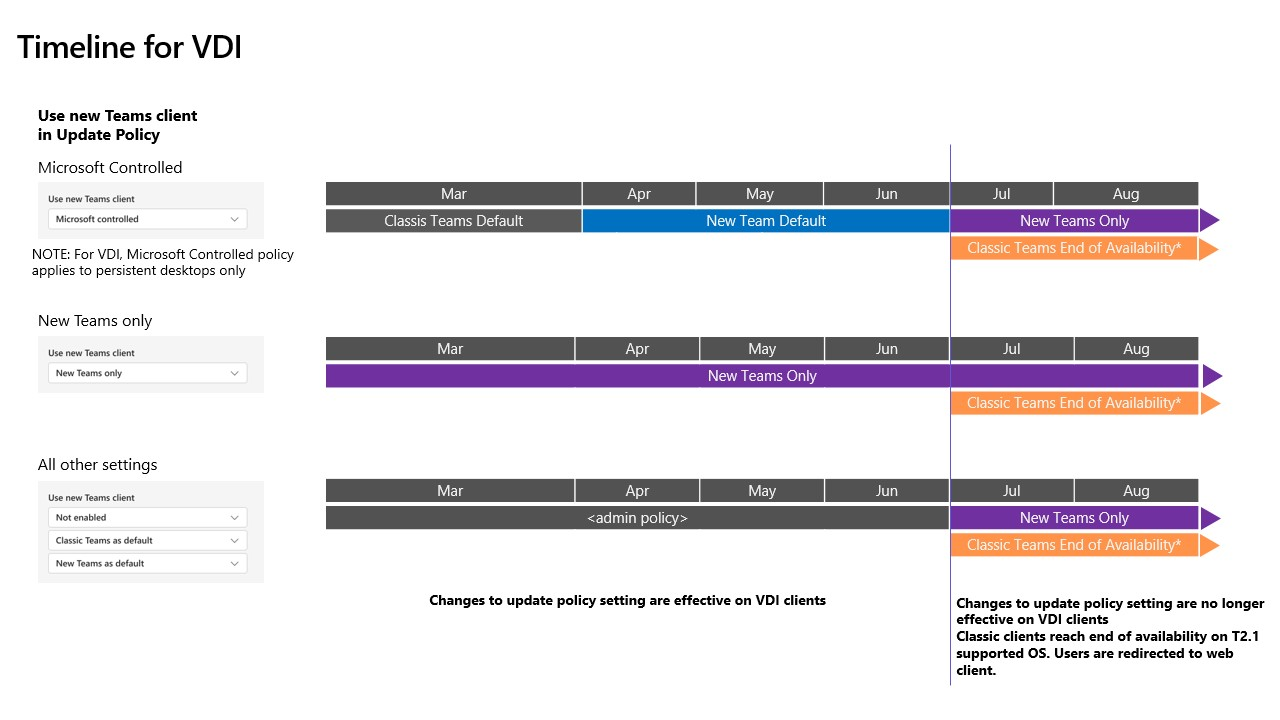 Timeline for VDI
Use new Teams client
in Update Policy
Microsoft Controlled
Use new Teams client
Microsoft controlled
NOTE: For VDI, Microsoft Controlled policy
applies to persistent desktops only
Mar Apr May Jun Jul Aug
Classis Teams Default New Team Default New Teams Only
Classic Teams End of Availability*
New Teams only
Use new Teams client
New Teams only
Mar Apr May Jun Jul Aug
New Teams Only
Classic Teams End of Availability*
All other settings
Use new Teams client
Not enabled
Classic Teams as default
New Teams as default
Mar Apr May Jun Jul Aug
<admin policy> New Teams Only
Classic Teams End of Availability*
Changes to update policy setting are effective on VDI clients
Changes to update policy setting are no longer
effective on VDI clients
Classic clients reach end of availability on T2.1
supported OS. Users are redirected to web
client.